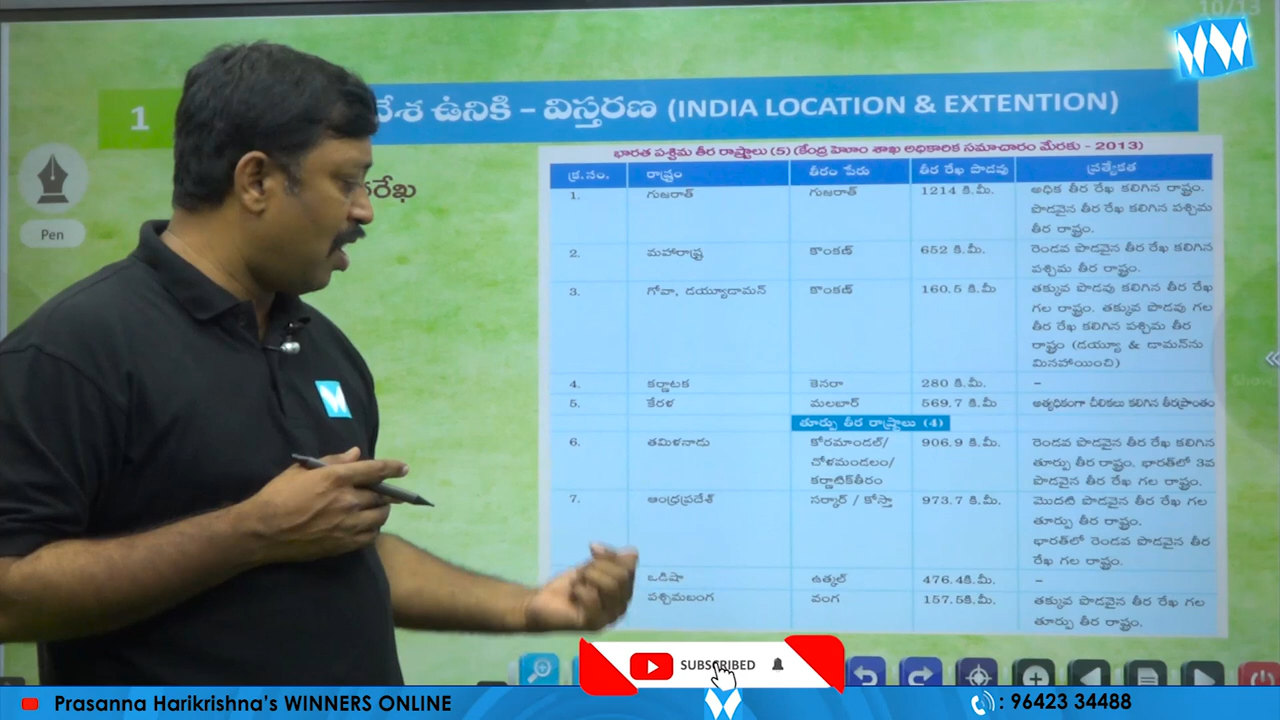 10/13
1
దేశ ఉనికి – విస్తరణ (INDIA LOCATION & EXTENTION)
Pen
భారత పశ్చిమ తీర రాష్ట్రాలు (5) (కేంద్ర హెూం శాఖ అధికారిక సమాచారం మేరకు - 2013)
క్ర.సం. రాష్ట్రం తీరం పేరు తీర రేఖ పొడవు ప్రత్యేకత
1. గుజరాత్ గుజరాత్ 1214 కి.మీ. అధిక తీర రేఖ కలిగిన రాష్ట్రం.
పొడవైన తీర రేఖ కలిగిన పశ్చిమ
తీర రాష్ట్రం.
2. మహారాష్ట్ర కొంకణ్ 652 కి.మీ. రెండవ పొడవైన తీర రేఖ కలిగిన
పశ్చిమ తీర రాష్ట్రం.
3. గోవా, డయ్యూడామన్ కొంకణ్ 160.5 కి.మీ తక్కువ పొడవు కలిగిన తీర రేఖ
గల రాష్ట్రం. తక్కువ పొడవు గల
తీర రేఖ కలిగిన పశ్చిమ తీర
రాష్ట్రం (డయ్యూ & డామన్‌ను
మినహాయించి)
4. కర్ణాటక కెనరా 280 కి.మీ. –
5. కేరళ మలబార్ 569.7 కి.మీ అత్యధికంగా చీలికలు కలిగిన తీరప్రాంతం
తూర్పు తీర రాష్ట్రాలు (4)
6. తమిళనాడు కోరమాండల్/ 906.9 కి.మీ. రెండవ పొడవైన తీర రేఖ కలిగిన
చోళమండలం/ తూర్పు తీర రాష్ట్రం. భారత్‌లో 3వ
కర్ణాటిక్‌తీరం పొడవైన తీర రేఖ గల రాష్ట్రం.
7. ఆంధ్రప్రదేశ్ సర్కార్ / కోస్తా 973.7 కి.మీ. మొదటి పొడవైన తీర రేఖ గల
తూర్పు తీర రాష్ట్రం.
భారత్‌లో రెండవ పొడవైన తీర
రేఖ గల రాష్ట్రం.
ఒడిషా ఉత్కల్ 476.4కి.మీ. –
పశ్చిమబంగ వంగ 157.5కి.మీ. తక్కువ పొడవైన తీర రేఖ గల
తూర్పు తీర రాష్ట్రం.
SUBSCRIBED
Prasanna Harikrishna's WINNERS ONLINE
: 96423 34488